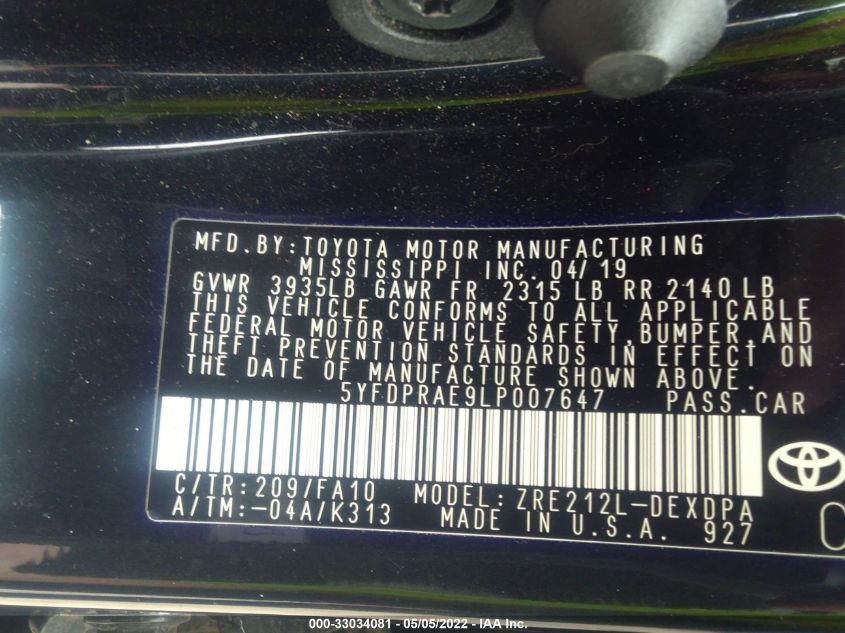 MFD.BY:TOYOTA MOTOR MANUFACTURING
MISSISSIPPI INC. 04/19
GVWR 3935LB GAWR FR 2315 LB RR 2140 LB
THIS VEHICLE CONFORMS TO ALL APPLICABLE
FEDERAL MOTOR VEHICLE SAFETY,BUMPER,AND
THEFT PREVENTION STANDARDS IN EFFECT ON
THE DATE OF MANUFACTURE SHOWN ABOVE.
5YFDPRAE9LP007647 PASS.CAR
C/TR:209/FA10 MODEL:ZRE212L-DEXDPA
A/TM:-04A/K313 MADE IN U.S.A. 927
000-33034081 - 05/05/2022 - IAA Inc.